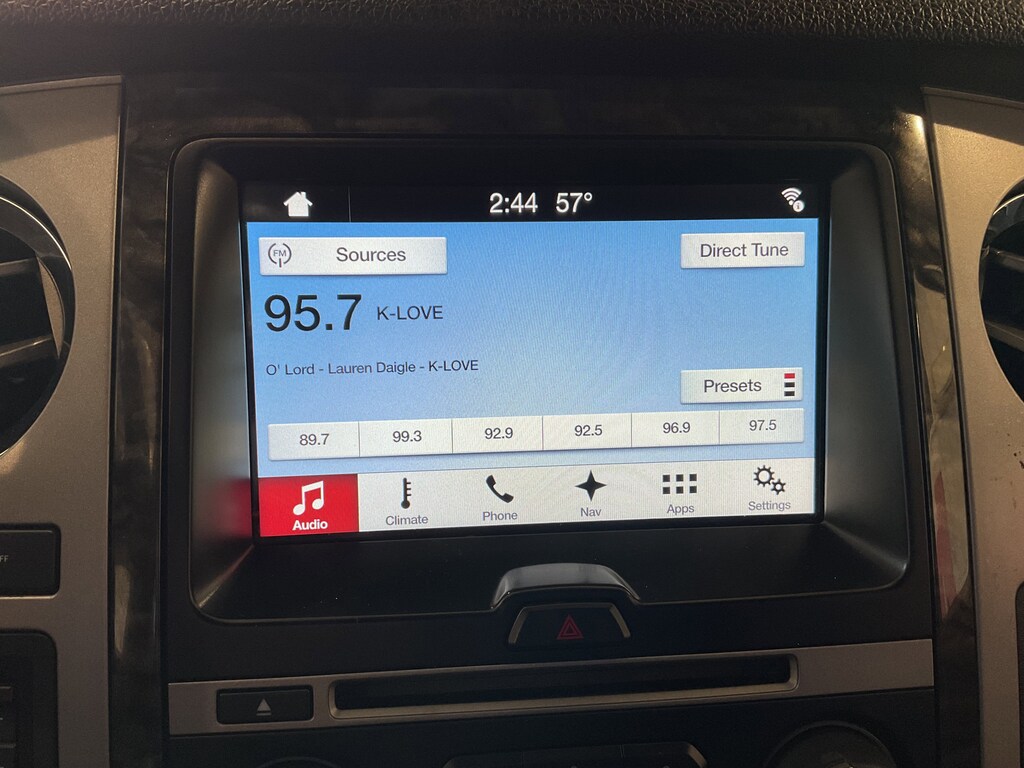 2:44 57°
FM Sources
Direct Tune
95.7 K-LOVE
O' Lord - Lauren Daigle - K-LOVE
Presets
89.7 99.3 92.9 92.5 96.9 97.5
Audio Climate Phone Nav Apps Settings